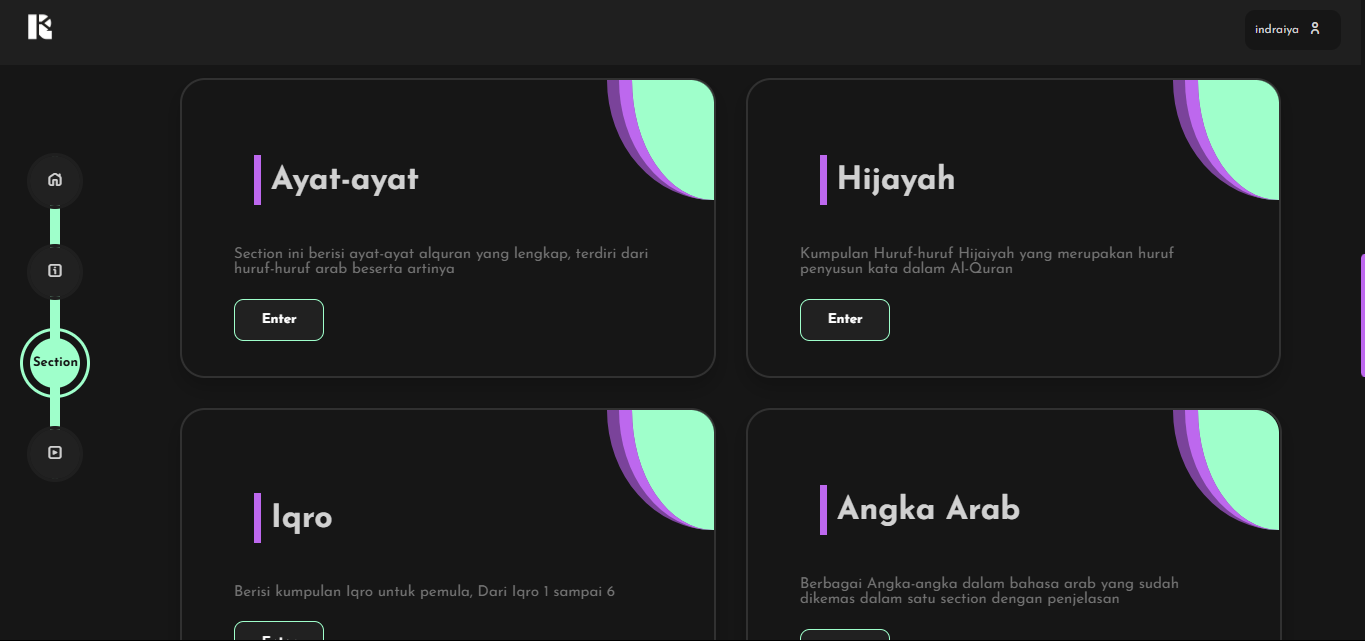 indraiya
Ayat-ayat
Section ini berisi ayat-ayat alquran yang lengkap, terdiri dari
huruf-huruf arab beserta artinya
Enter
Hijayah
Kumpulan Huruf-huruf Hijaiyah yang merupakan huruf
penyusun kata dalam Al-Quran
Enter
Section
Iqro
Berisi kumpulan Iqro untuk pemula, Dari Iqro 1 sampai 6
Enter
Angka Arab
Berbagai Angka-angka dalam bahasa arab yang sudah
dikemas dalam satu section dengan penjelasan